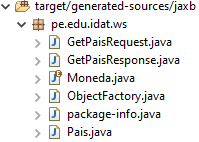 target/generated-sources/jaxb
pe.edu.idat.ws
GetPaisRequest.java
GetPaisResponse.java
Moneda.java
ObjectFactory.java
package-info.java
Pais.java